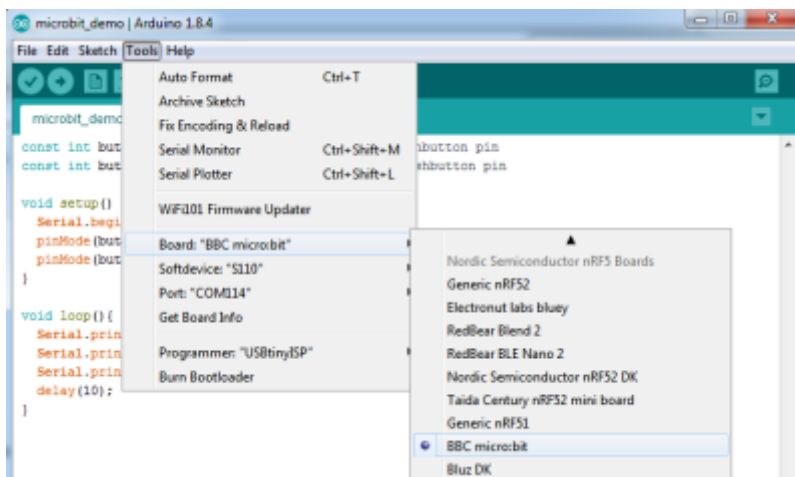 microbit_demo | Arduino 1.8.4
File Edit Sketch Tools Help
microbit_demo
const int but
hbutton pin
const int but
shbutton pin
void setup()
Serial.begi
pinMode(but
pinMode(but
}
void loop(){
Serial.prin
Serial.prin
Serial.prin
delay(10);
}
Auto Format Ctrl+T
Archive Sketch
Fix Encoding & Reload
Serial Monitor Ctrl+Shift+M
Serial Plotter Ctrl+Shift+L
WiFi101 Firmware Updater
Board: "BBC micro:bit"
Softdevice: "S110"
Port: "COM114"
Get Board Info
Programmer: "USBtinyISP"
Burn Bootloader
Nordic Semiconductor nRF5 Boards
Generic nRF52
Electronut labs bluey
RedBear Blend 2
RedBear BLE Nano 2
Nordic Semiconductor nRF52 DK
Taida Century nRF52 mini board
Generic nRF51
BBC micro:bit
Bluz DK